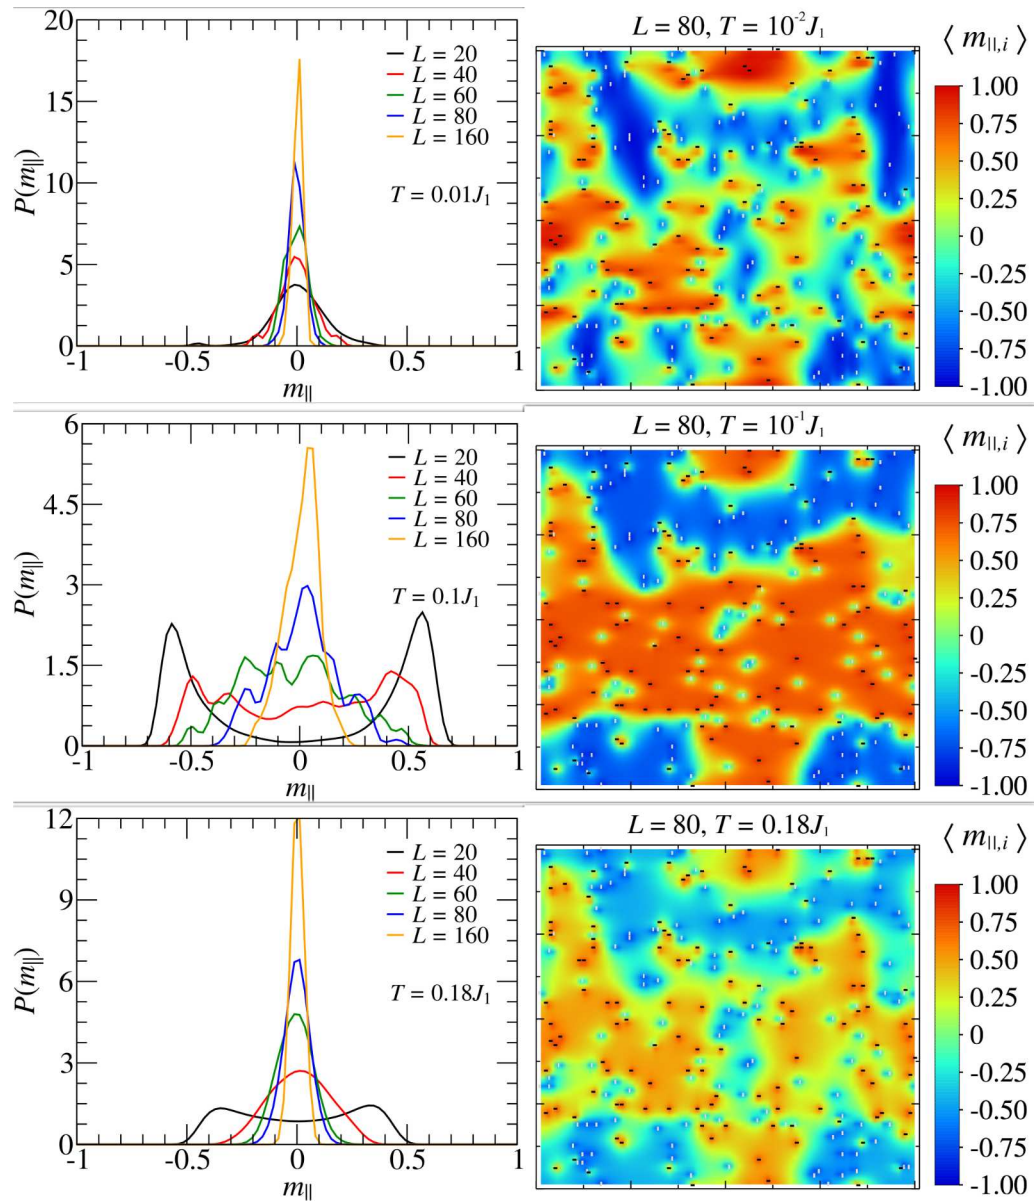 L = 80, T = 10⁻²J₁
⟨ m||,i ⟩
20
15
10
5
0
P(m||)
L = 20
L = 40
L = 60
L = 80
L = 160
T = 0.01J₁
-1
-0.5
0
0.5
1
m||
1.00
0.75
0.50
0.25
0
-0.25
-0.50
-0.75
-1.00
L = 80, T = 10⁻¹J₁
⟨ m||,i ⟩
6
4.5
3
1.5
0
P(m||)
L = 20
L = 40
L = 60
L = 80
L = 160
T = 0.1J₁
-1
-0.5
0
0.5
1
m||
1.00
0.75
0.50
0.25
0
-0.25
-0.50
-0.75
-1.00
L = 80, T = 0.18J₁
⟨ m||,i ⟩
12
9
6
3
0
P(m||)
L = 20
L = 40
L = 60
L = 80
L = 160
T = 0.18J₁
-1
-0.5
0
0.5
1
m||
1.00
0.75
0.50
0.25
0
-0.25
-0.50
-0.75
-1.00